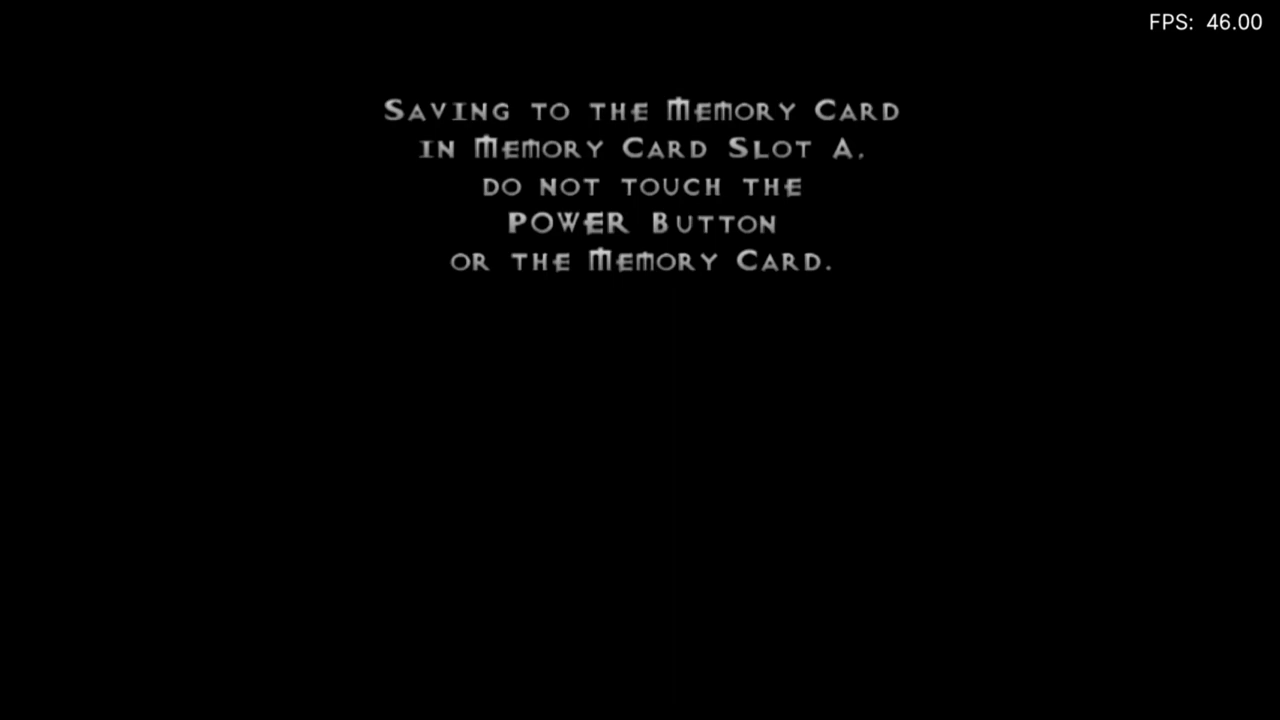 FPS: 46.00
SAVING TO THE MEMORY CARD
IN MEMORY CARD SLOT A.
DO NOT TOUCH THE
POWER BUTTON
OR THE MEMORY CARD.